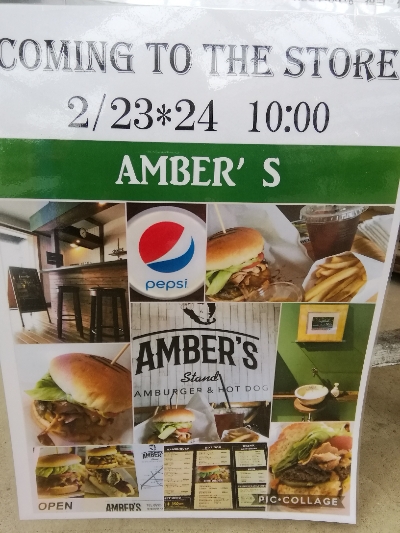 COMING TO THE STORE
2/23*24 10:00
AMBER' S
pepsi
AMBER'S
Stand
AMBURGER & HOT DOG
AMBER
OPEN
AMBER'S
PIC•COLLAGE